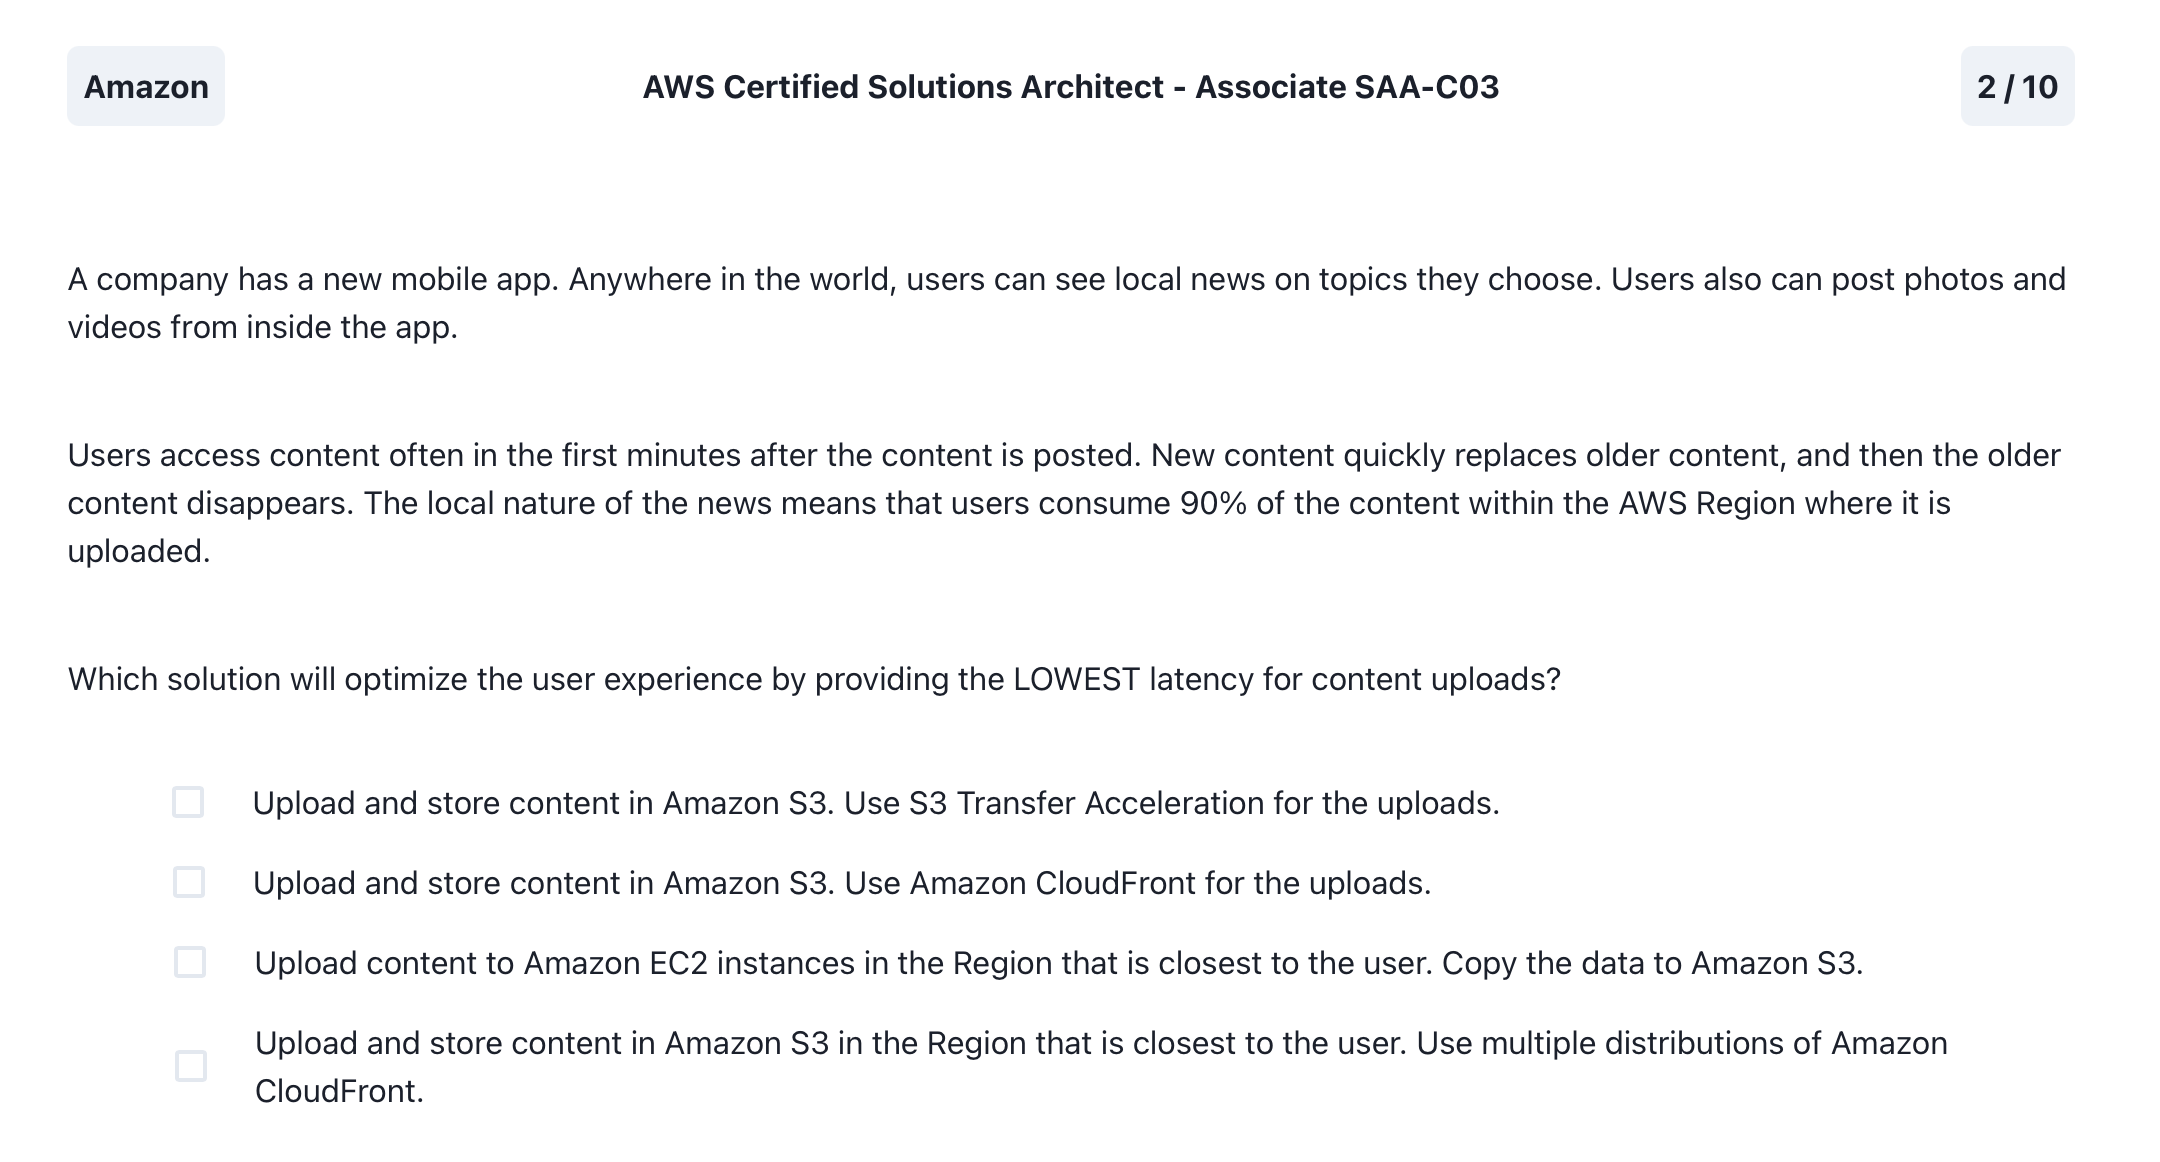 Amazon
AWS Certified Solutions Architect - Associate SAA-C03
2 / 10
A company has a new mobile app. Anywhere in the world, users can see local news on topics they choose. Users also can post photos and
videos from inside the app.
Users access content often in the first minutes after the content is posted. New content quickly replaces older content, and then the older
content disappears. The local nature of the news means that users consume 90% of the content within the AWS Region where it is
uploaded.
Which solution will optimize the user experience by providing the LOWEST latency for content uploads?
Upload and store content in Amazon S3. Use S3 Transfer Acceleration for the uploads.
Upload and store content in Amazon S3. Use Amazon CloudFront for the uploads.
Upload content to Amazon EC2 instances in the Region that is closest to the user. Copy the data to Amazon S3.
Upload and store content in Amazon S3 in the Region that is closest to the user. Use multiple distributions of Amazon
CloudFront.